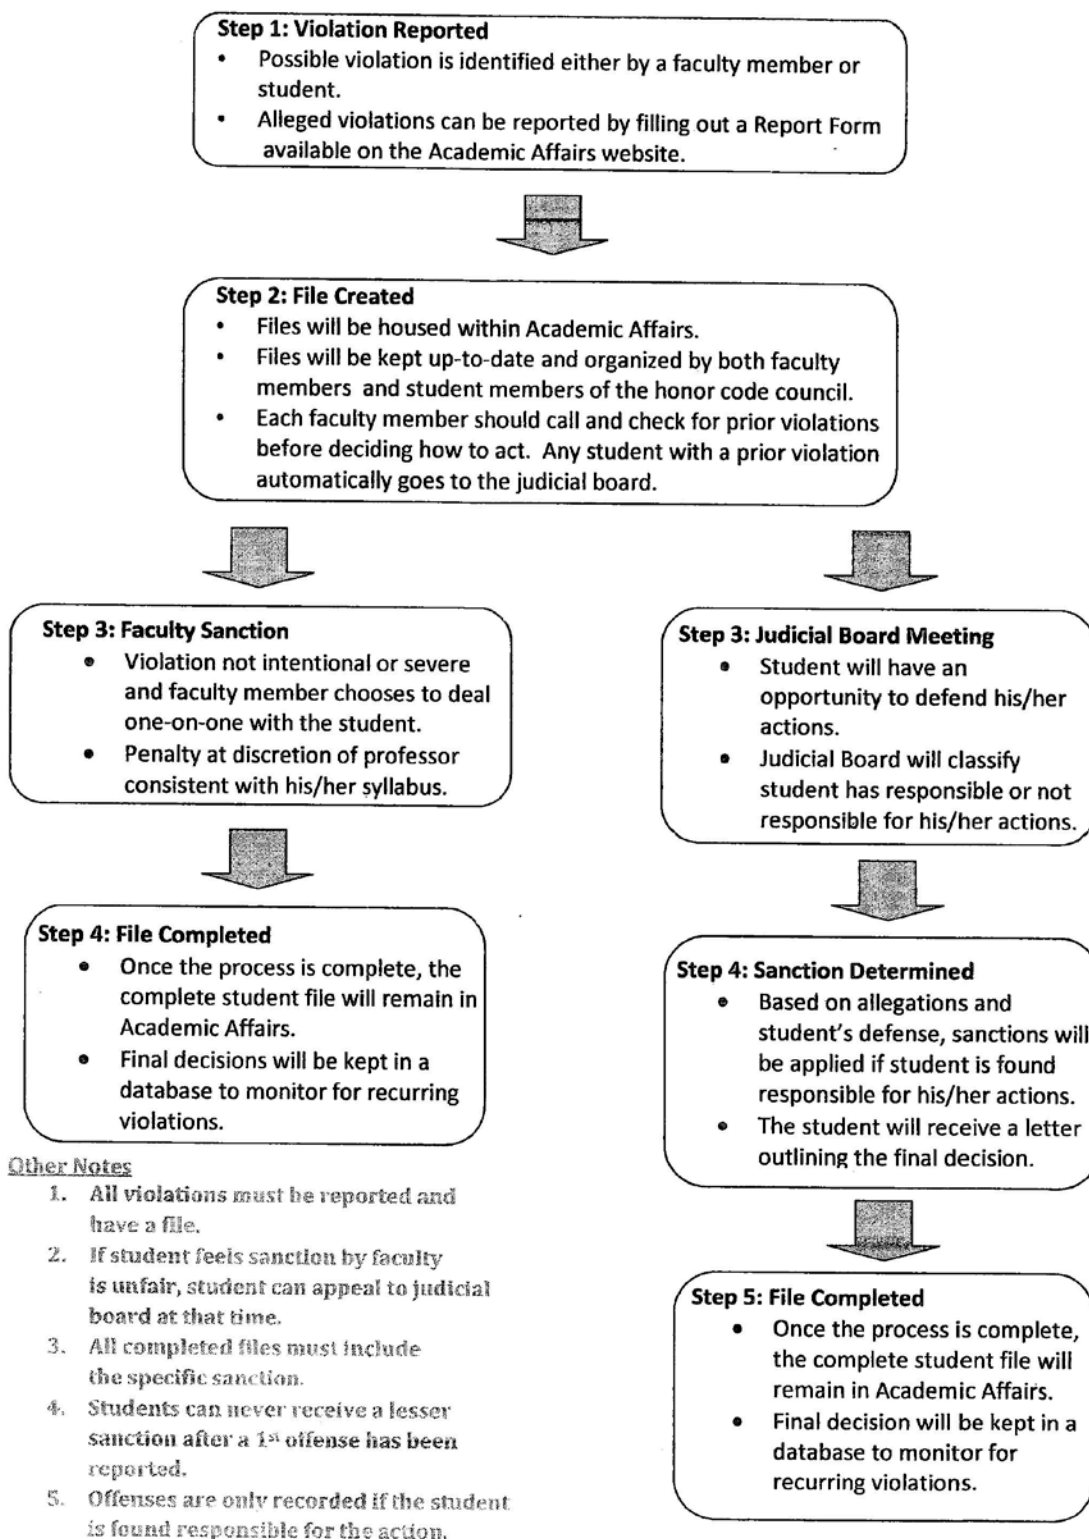 Step 1: Violation Reported
• Possible violation is identified either by a faculty member or
student.
• Alleged violations can be reported by filling out a Report Form
available on the Academic Affairs website.
Step 2: File Created
• Files will be housed within Academic Affairs.
• Files will be kept up-to-date and organized by both faculty
members and student members of the honor code council.
• Each faculty member should call and check for prior violations
before deciding how to act. Any student with a prior violation
automatically goes to the judicial board.
Step 3: Faculty Sanction
• Violation not intentional or severe
and faculty member chooses to deal
one-on-one with the student.
• Penalty at discretion of professor
consistent with his/her syllabus.
Step 4: File Completed
• Once the process is complete, the
complete student file will remain in
Academic Affairs.
• Final decisions will be kept in a
database to monitor for recurring
violations.
Step 3: Judicial Board Meeting
• Student will have an
opportunity to defend his/her
actions.
• Judicial Board will classify
student has responsible or not
responsible for his/her actions.
Step 4: Sanction Determined
• Based on allegations and
student's defense, sanctions will
be applied if student is found
responsible for his/her actions.
• The student will receive a letter
outlining the final decision.
Step 5: File Completed
• Once the process is complete,
the complete student file will
remain in Academic Affairs.
• Final decision will be kept in a
database to monitor for
recurring violations.
Other Notes
1. All violations must be reported and
have a file.
2. If student feels sanction by faculty
is unfair, student can appeal to judicial
board at that time.
3. All completed files must include
the specific sanction.
4. Students can never receive a lesser
sanction after a 1st offense has been
reported.
5. Offenses are only recorded if the student
is found responsible for the action.